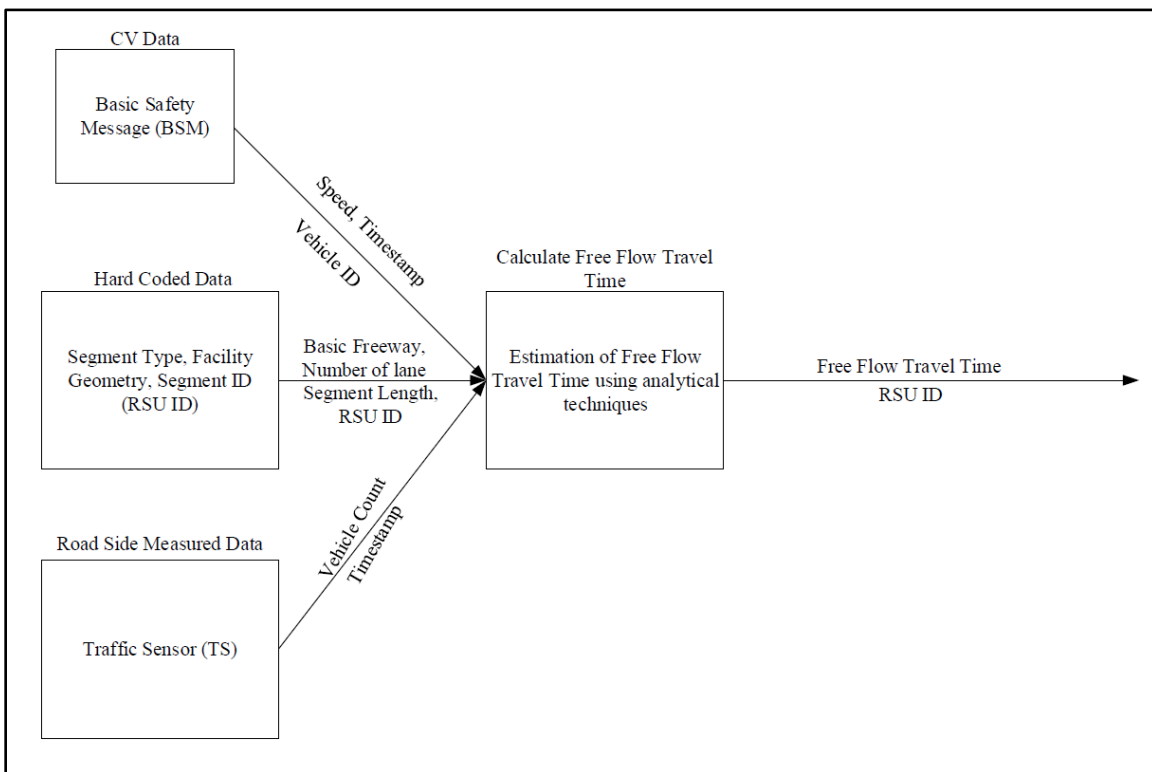 CV Data
Basic Safety
Message (BSM)
Speed, Timestamp
Vehicle ID
Hard Coded Data
Segment Type, Facility
Geometry, Segment ID
(RSU ID)
Basic Freeway,
Number of lane
Segment Length,
RSU ID
Calculate Free Flow Travel
Time
Estimation of Free Flow
Travel Time using analytical
techniques
Free Flow Travel Time
RSU ID
Vehicle Count
Timestamp
Road Side Measured Data
Traffic Sensor (TS)